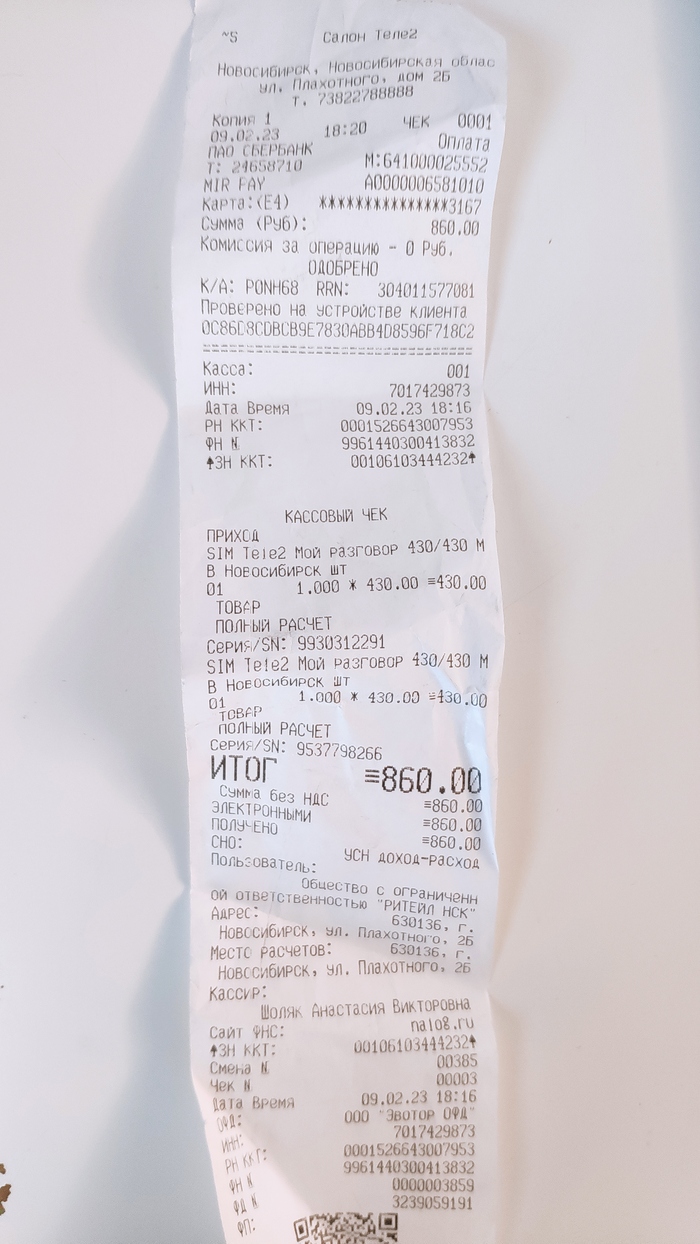 ~S Салон Теле2
Новосибирск, Новосибирская облас
ул. Плахотного, дом 2Б
Т. 73822788888
Копия 1
09.02.23 18:20 ЧЕК 0001
ПАО СБЕРБАНК Оплата
Т: 24658710 М:641000025552
MIR PAY A0000006581010
Карта:(E4) **************3167
Сумма (Руб): 860.00
Комиссия за операцию - 0 Руб.
ОДОБРЕНО
К/А: P0NH68 RRN: 304011577081
Проверено на устройстве клиента
0C86D8CDBCB9E7830ABB4D8596F718C2
================================
Касса: 001
ИНН: 7017429873
Дата Время 09.02.23 18:16
РН ККТ: 0001526643007953
ФН № 9961440300413832
↑ЗН ККТ: 00106103444232↑
КАССОВЫЙ ЧЕК
ПРИХОД
SIM Tele2 Мой разговор 430/430 М
В Новосибирск шт
01 1.000 * 430.00 ≡430.00
ТОВАР
ПОЛНЫЙ РАСЧЕТ
Серия/SN: 9930312291
SIM Tele2 Мой разговор 430/430 М
В Новосибирск шт
01 1.000 * 430.00 ≡430.00
ТОВАР
ПОЛНЫЙ РАСЧЕТ
Серия/SN: 9537798266
ИТОГ ≡860.00
Сумма без НДС ≡860.00
ЭЛЕКТРОННЫМИ ≡860.00
ПОЛУЧЕНО ≡860.00
СНО: УСН доход-расход
Пользователь:
Общество с ограниченн
ой ответственностью "РИТЕЙЛ НСК"
Адрес: 630136, г.
Новосибирск, ул. Плахотного, 2Б
Место расчетов: 630136, г.
Новосибирск, ул. Плахотного, 2Б
Кассир:
Шоляк Анастасия Викторовна
Сайт ФНС: nalog.ru
↑ЗН ККТ: 00106103444232↑
Смена № 00385
Чек № 00003
Дата Время 09.02.23 18:16
ОФД: ООО "Эвотор ОФД"
ИНН: 7017429873
РН ККТ: 0001526643007953
ФН № 9961440300413832
ФД № 0000003859
ФП: 3239059191